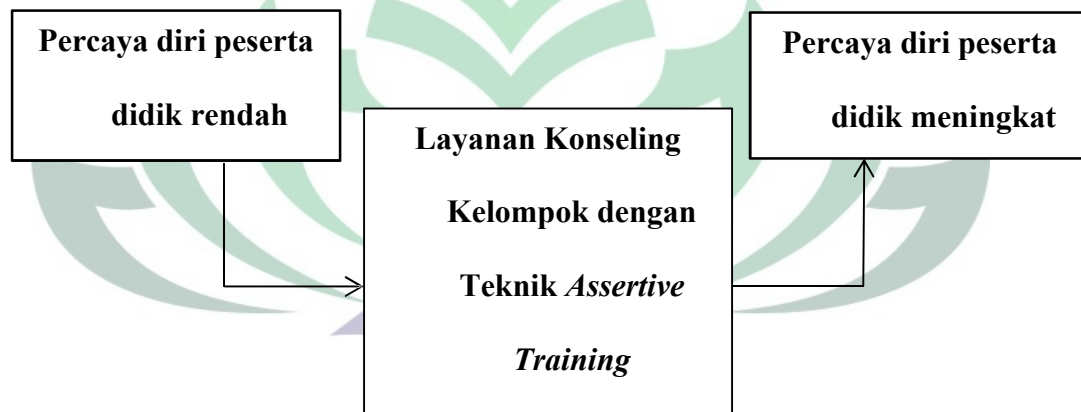 Percaya diri peserta
didik rendah
Layanan Konseling
Kelompok dengan
Teknik Assertive
Training
Percaya diri peserta
didik meningkat